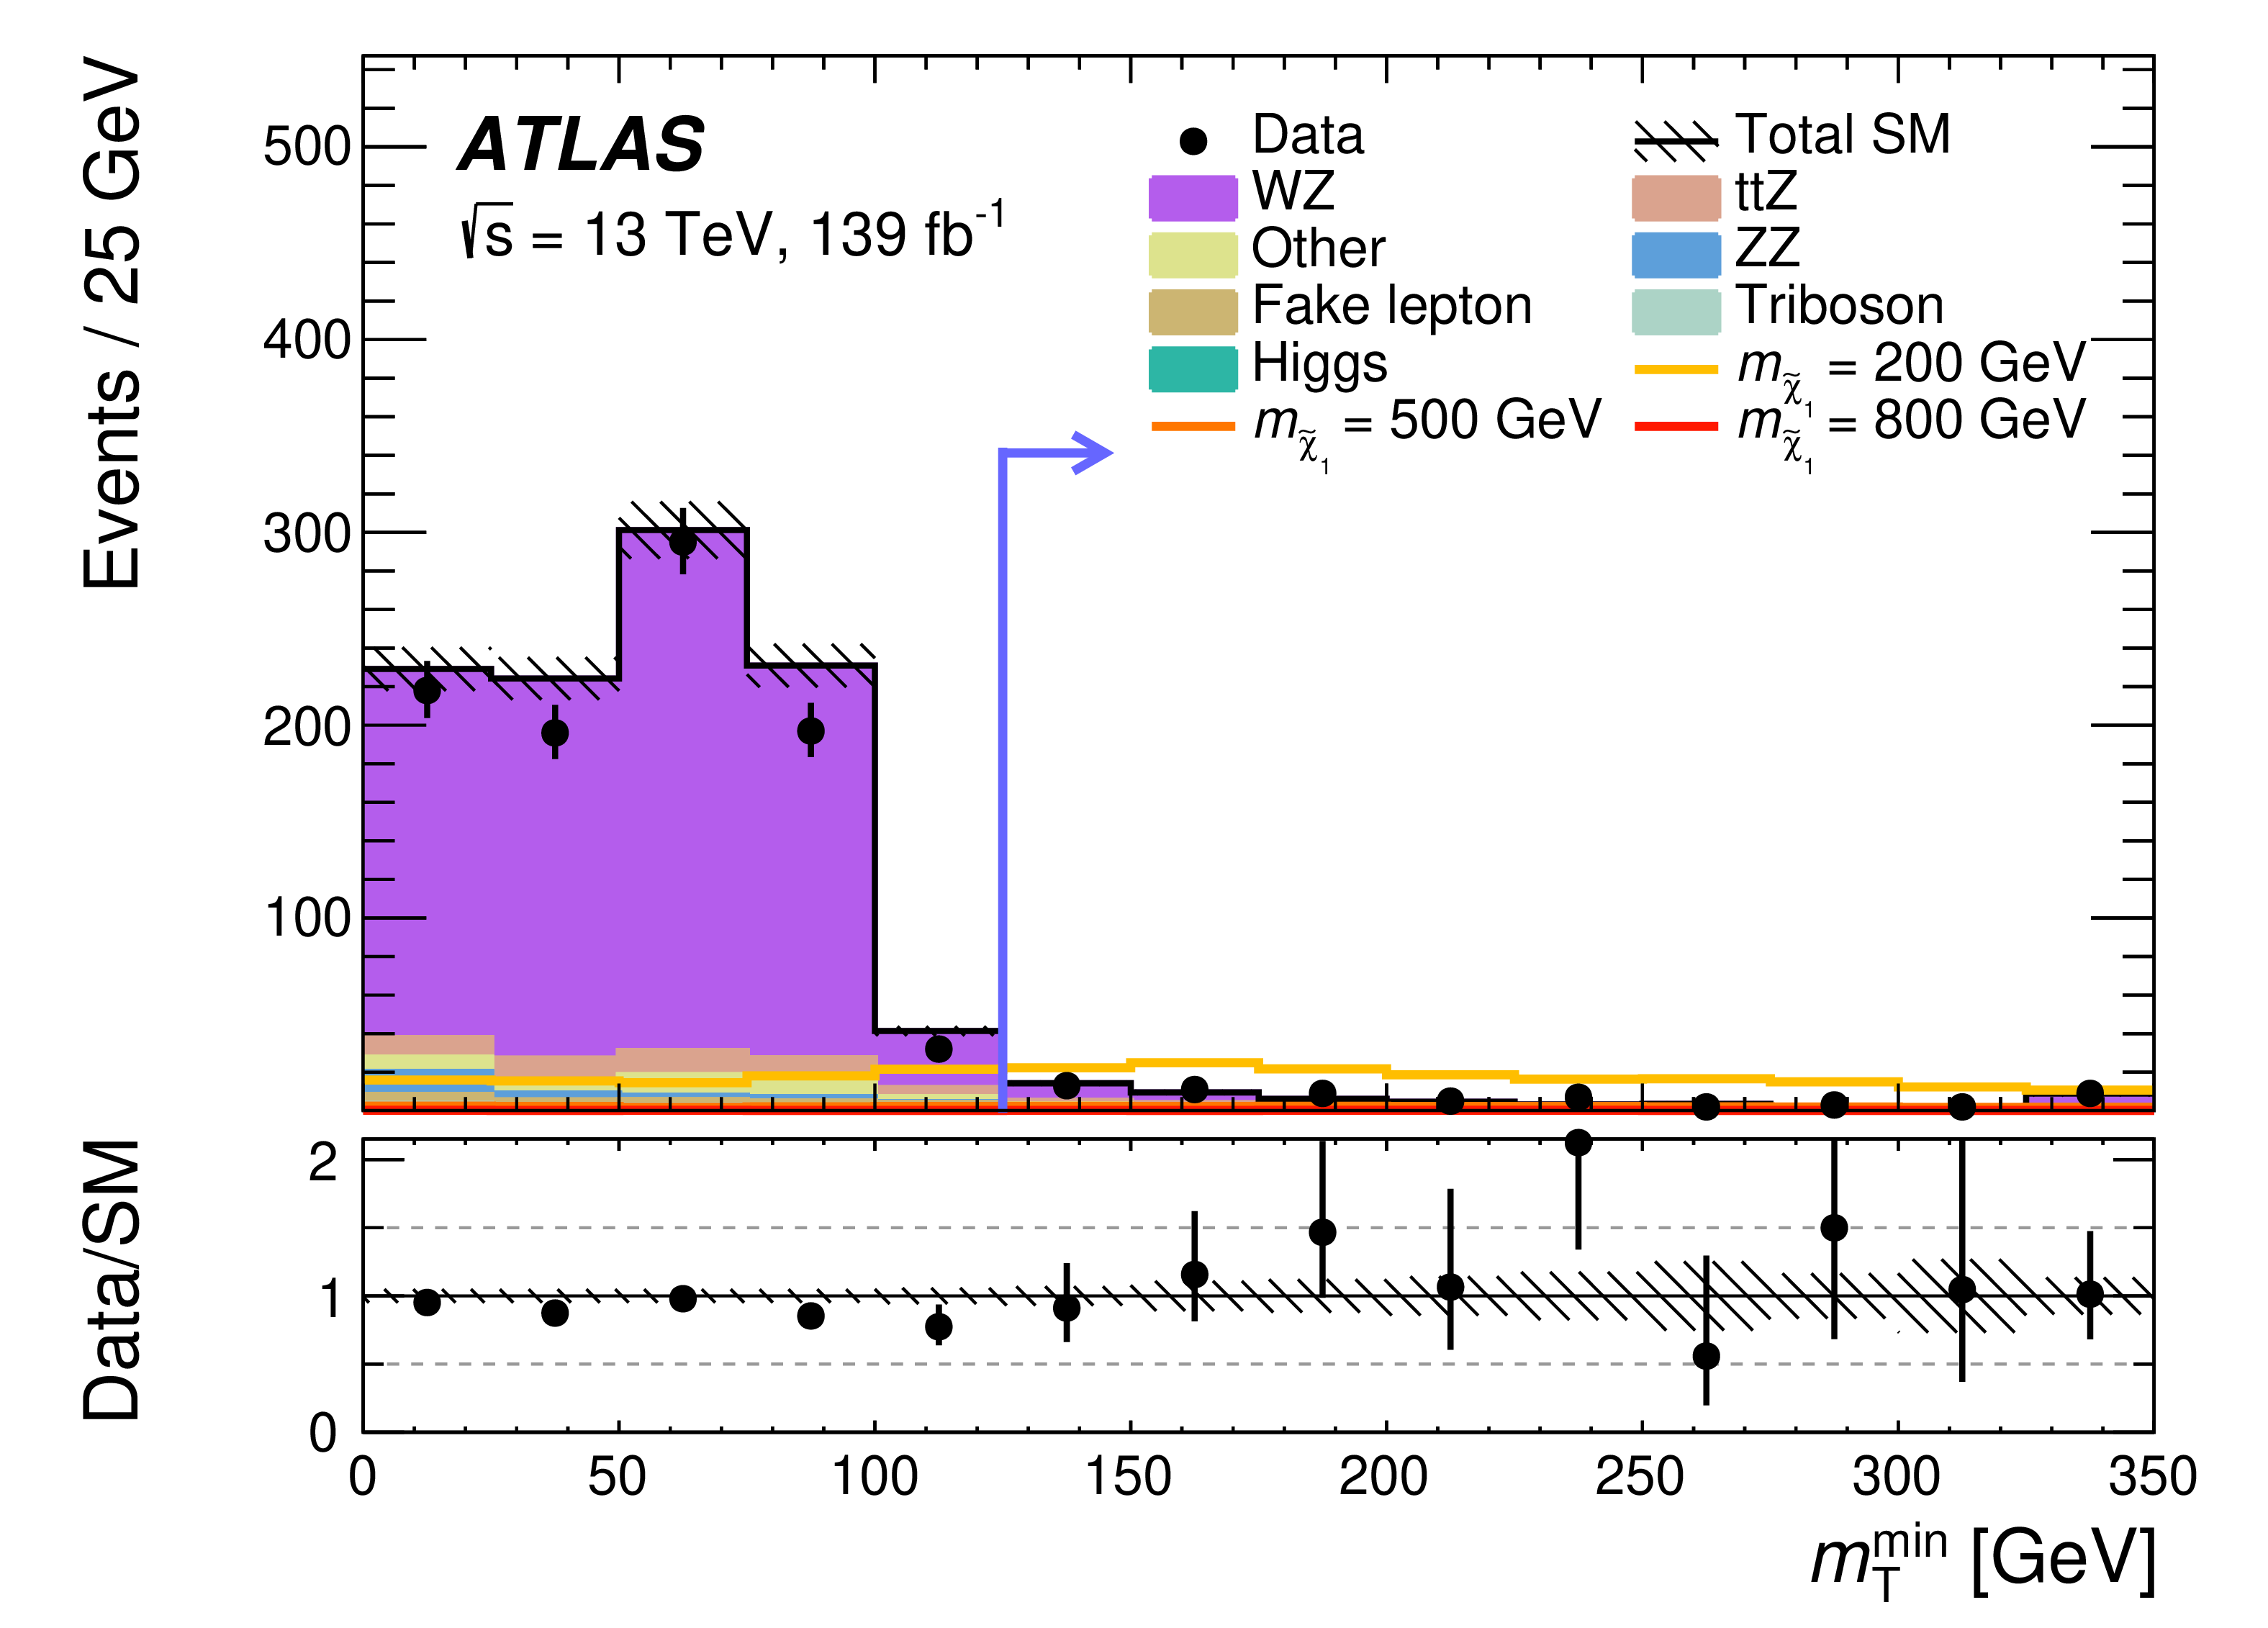 Events / 25 GeV
500
400
300
200
100
ATLAS
√s = 13 TeV, 139 fb⁻¹
Data
WZ
Other
Fake lepton
Higgs
m_χ̃₁ = 500 GeV
Total SM
ttZ
ZZ
Triboson
m_χ̃₁ = 200 GeV
m_χ̃₁ = 800 GeV
Data/SM
2
1
0
0 50 100 150 200 250 300 350
m_T^min [GeV]